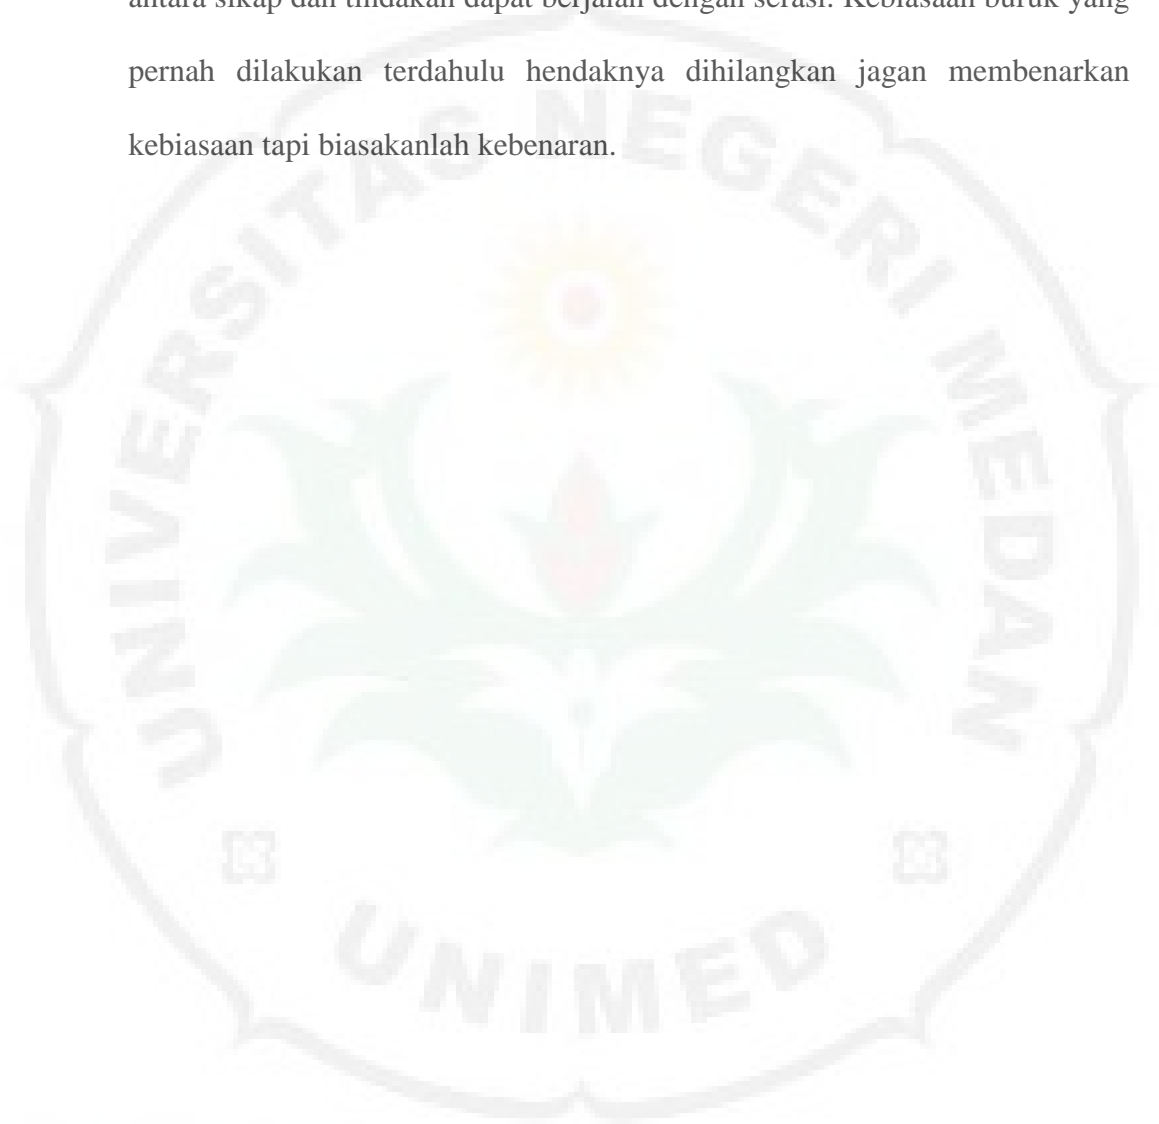 antara sikap dan tindakan dapat berjalan dengan serasi. Kebiasaan buruk yang
pernah dilakukan terdahulu hendaknya dihilangkan jagan membenarkan
kebiasaan tapi biasakanlah kebenaran.
UNIVERSITAS NEGERI MEDAN
UNIMED